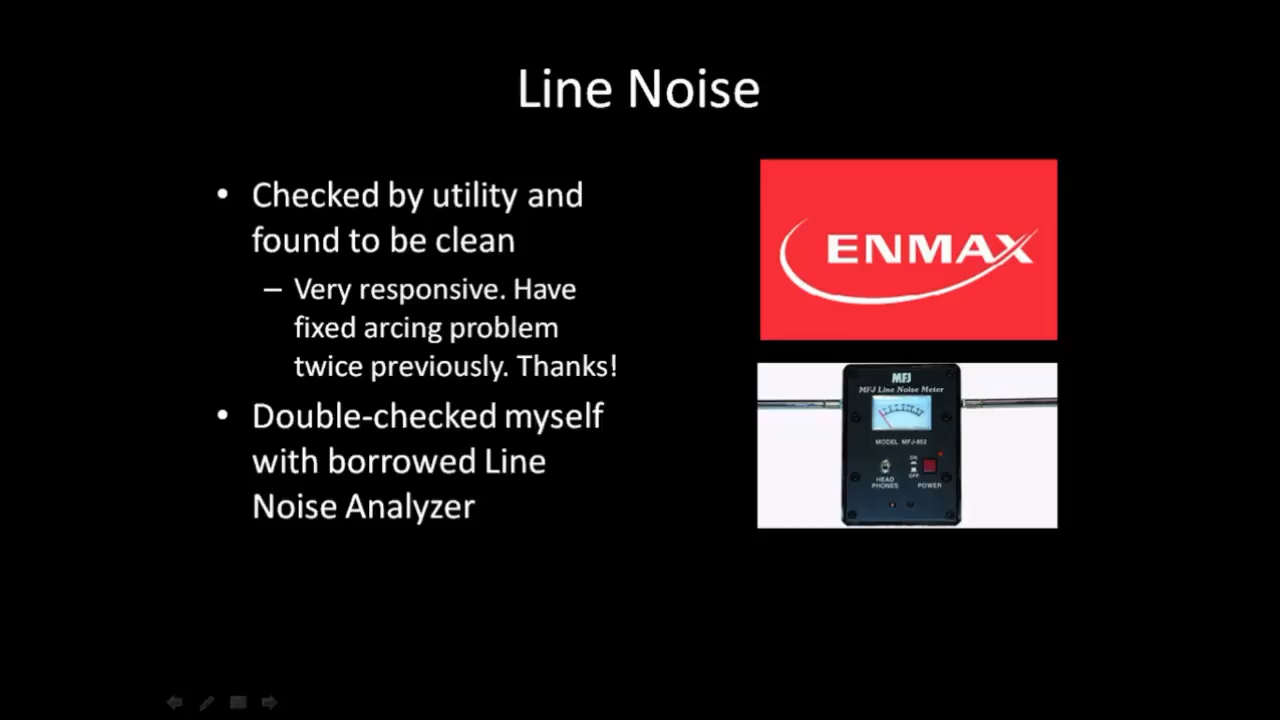 Line Noise
• Checked by utility and
found to be clean
– Very responsive. Have
fixed arcing problem
twice previously. Thanks!
• Double-checked myself
with borrowed Line
Noise Analyzer
ENMAX
MFJ
MFJ Line Noise Meter
MODEL MFJ-852
ON
OFF
HEAD
PHONES
POWER